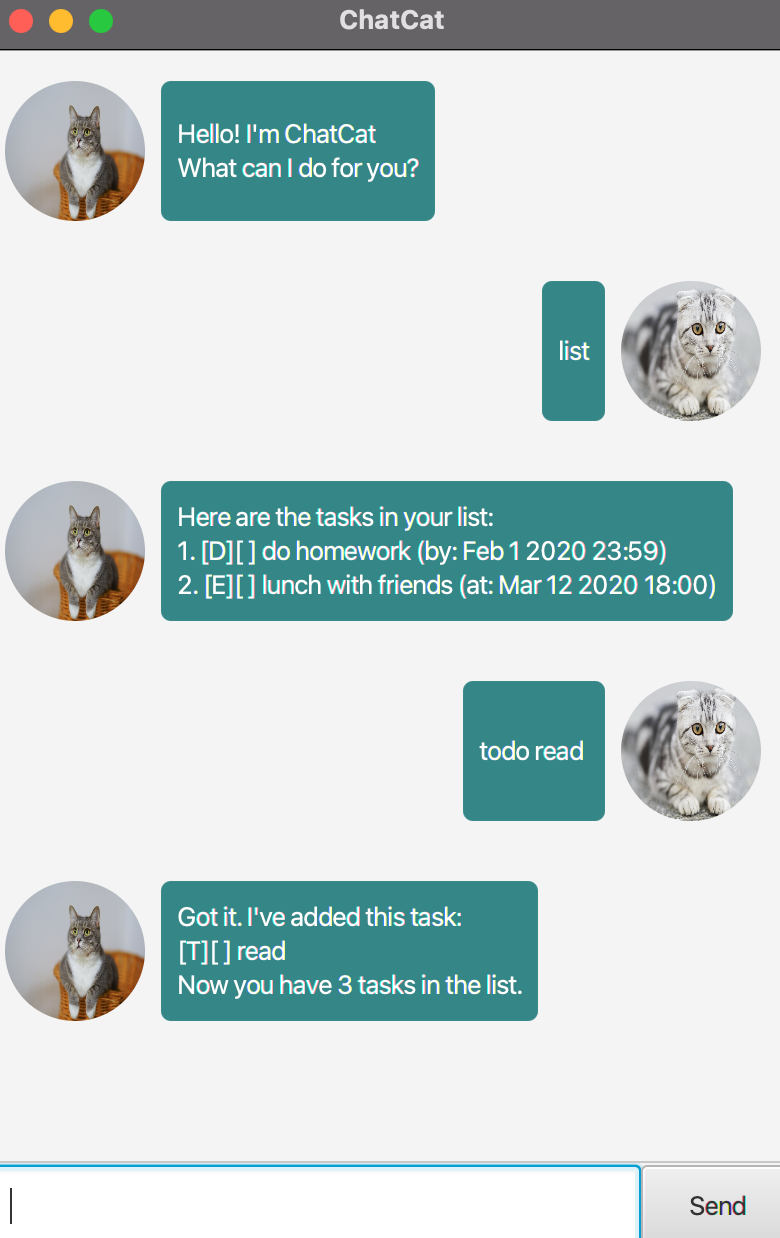 ChatCat
Hello! I'm ChatCat
What can I do for you?
list
Here are the tasks in your list:
1. [D][ ] do homework (by: Feb 1 2020 23:59)
2. [E][ ] lunch with friends (at: Mar 12 2020 18:00)
todo read
Got it. I've added this task:
[T][ ] read
Now you have 3 tasks in the list.
Send